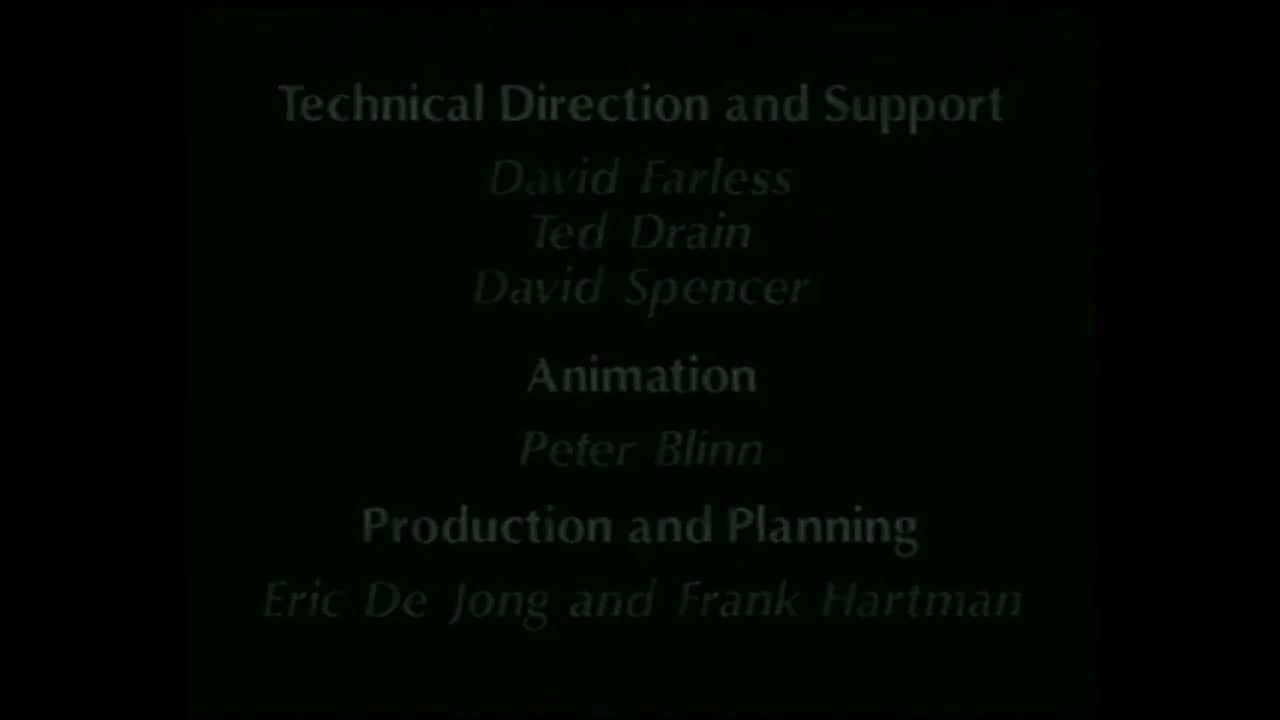 Technical Direction and Support
David Farless
Ted Drain
David Spencer
Animation
Peter Blinn
Production and Planning
Eric De Jong and Frank Hartman